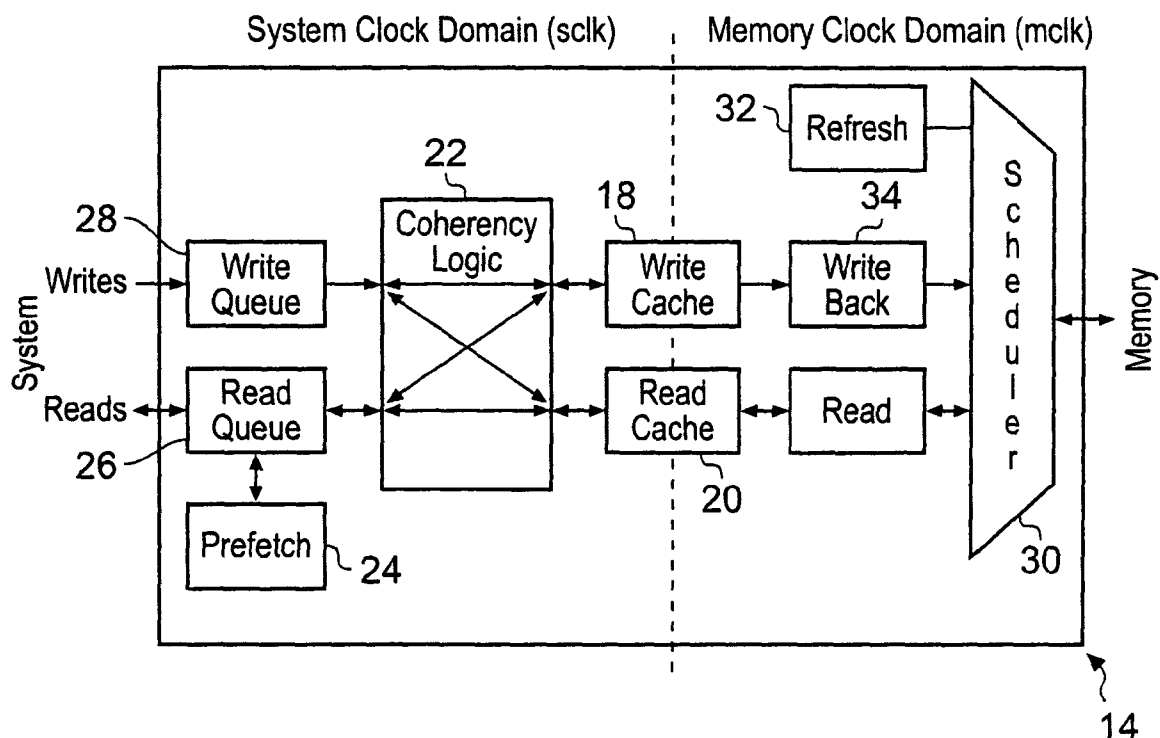 System Clock Domain (sclk)
Memory Clock Domain (mclk)
32
Refresh
22
28
18
34
Coherency
Logic
Writes
Write
Queue
Write
Cache
Write
Back
Scheduler
System
Memory
Reads
Read
Queue
Read
Cache
Read
26
20
Prefetch
24
30
14